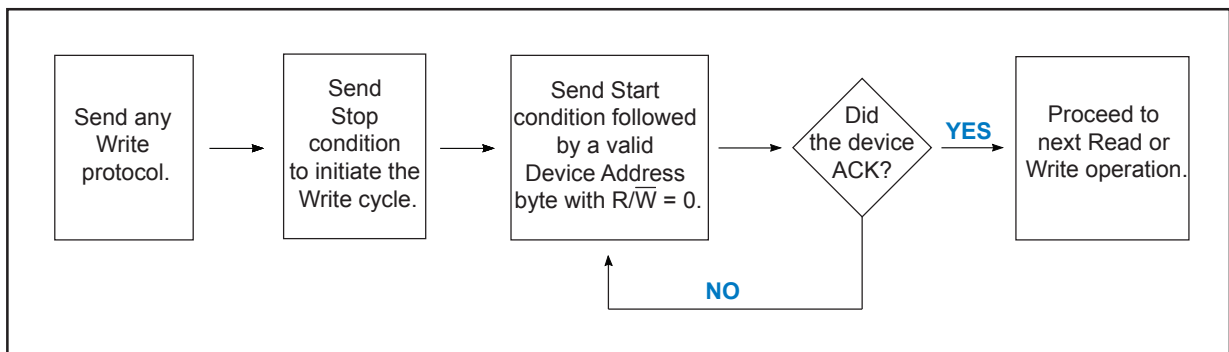 Send any
Write
protocol.
Send
Stop
condition
to initiate the
Write cycle.
Send Start
condition followed
by a valid
Device Address
byte with R/W̅ = 0.
Did
the device
ACK?
YES
Proceed to
next Read or
Write operation.
NO